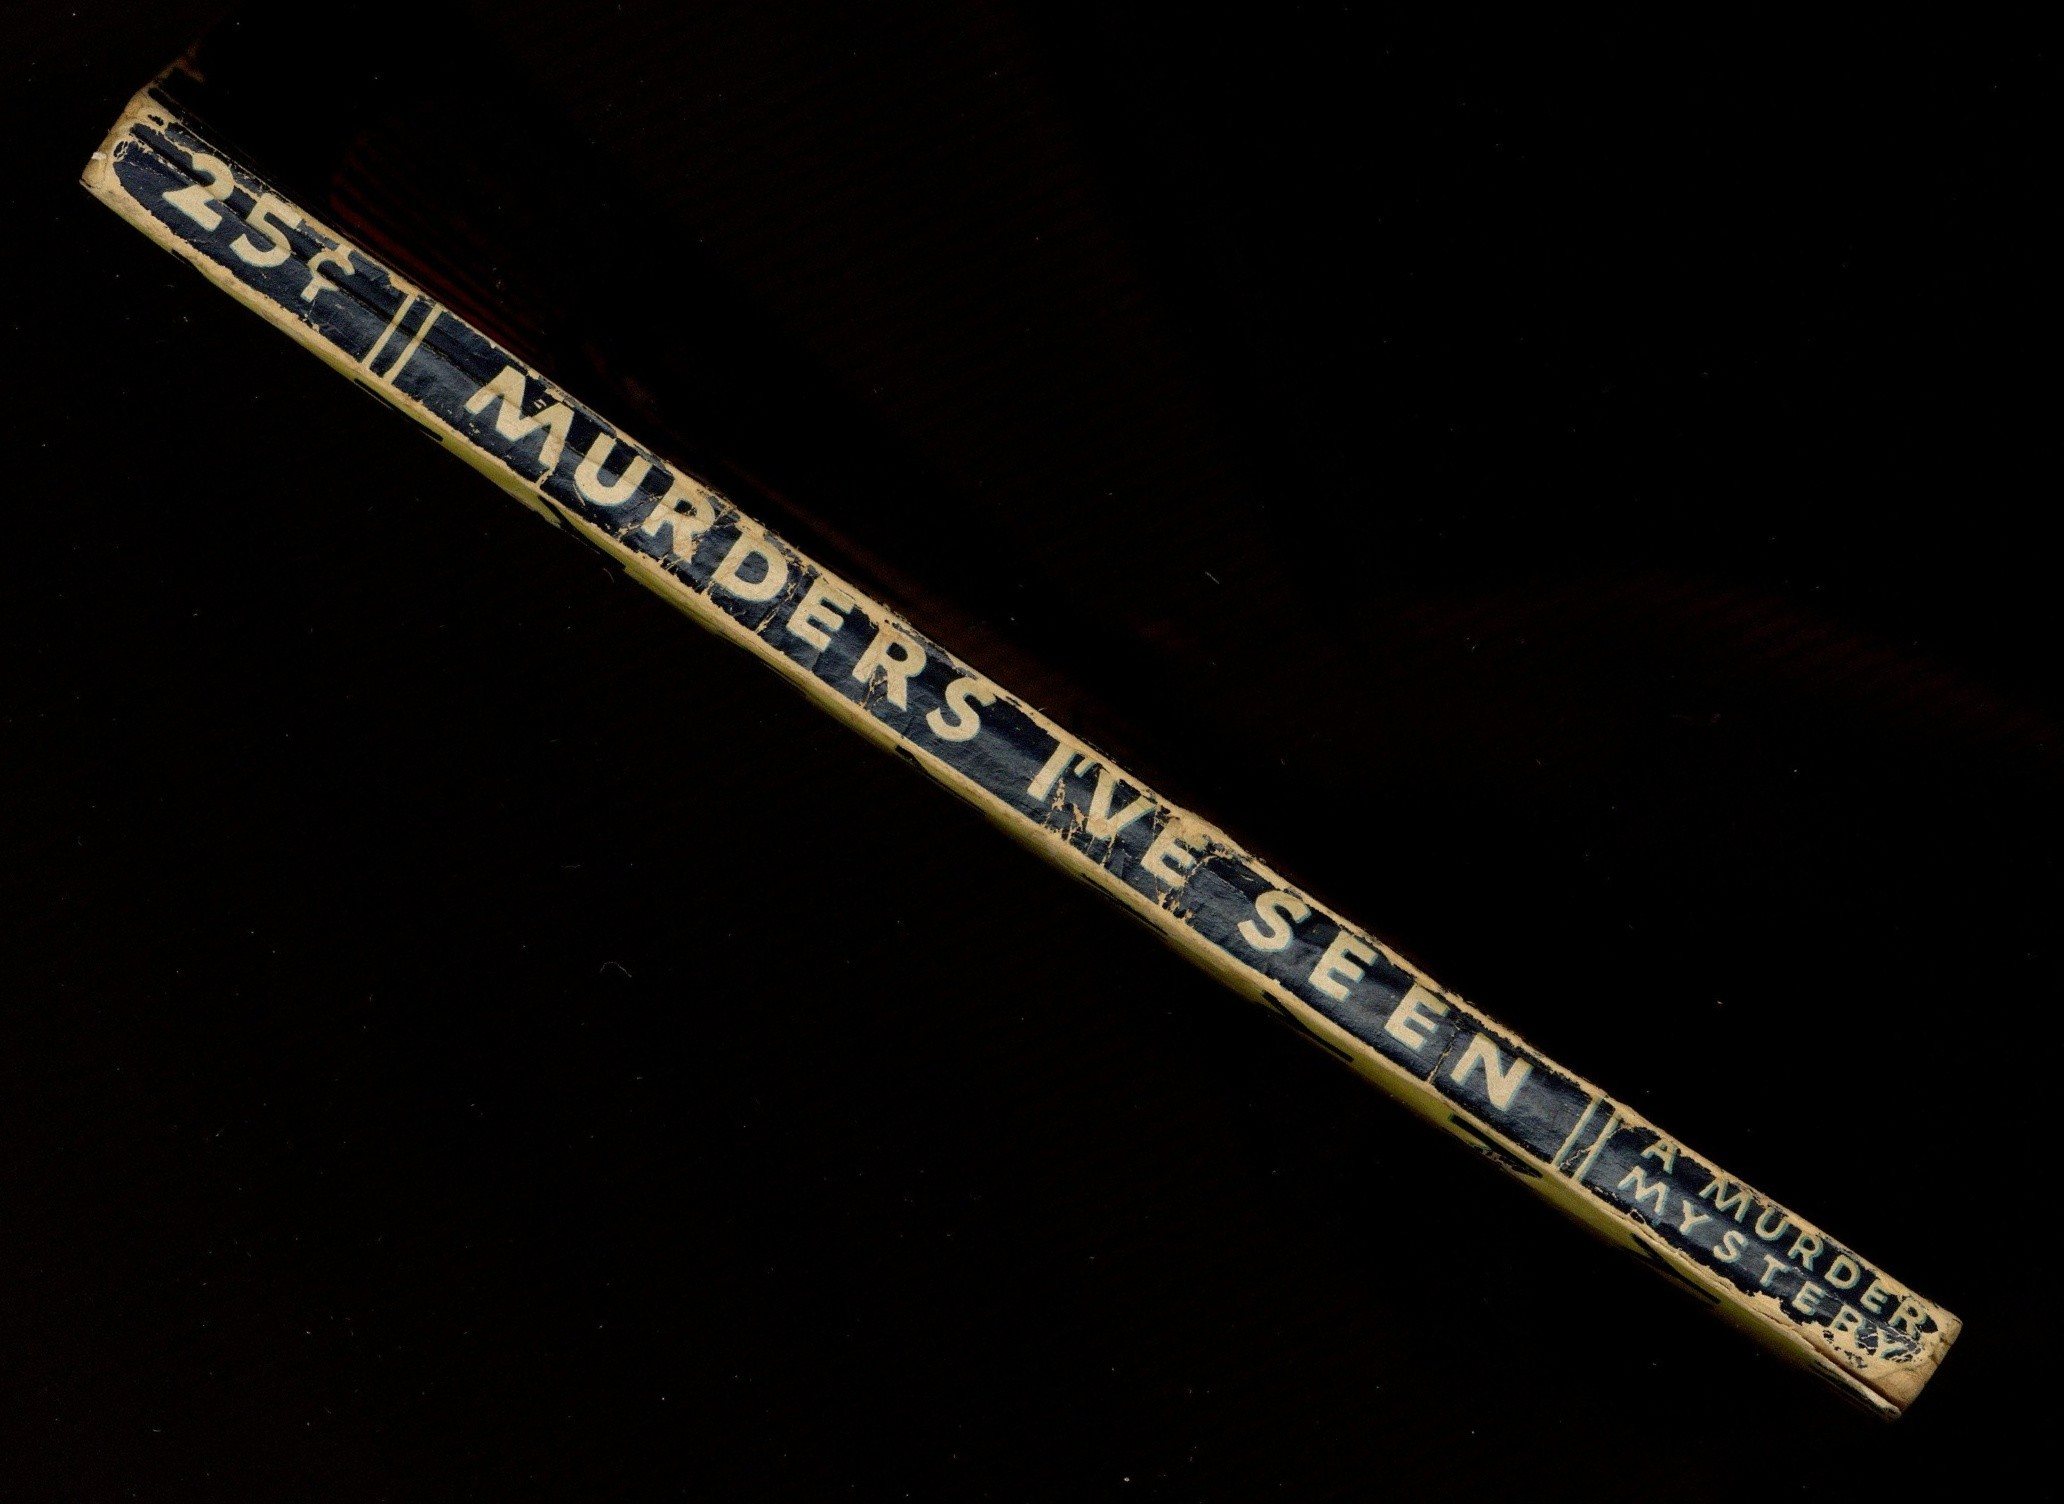 25¢
MURDERS I'VE SEEN
A MURDER
MYSTERY